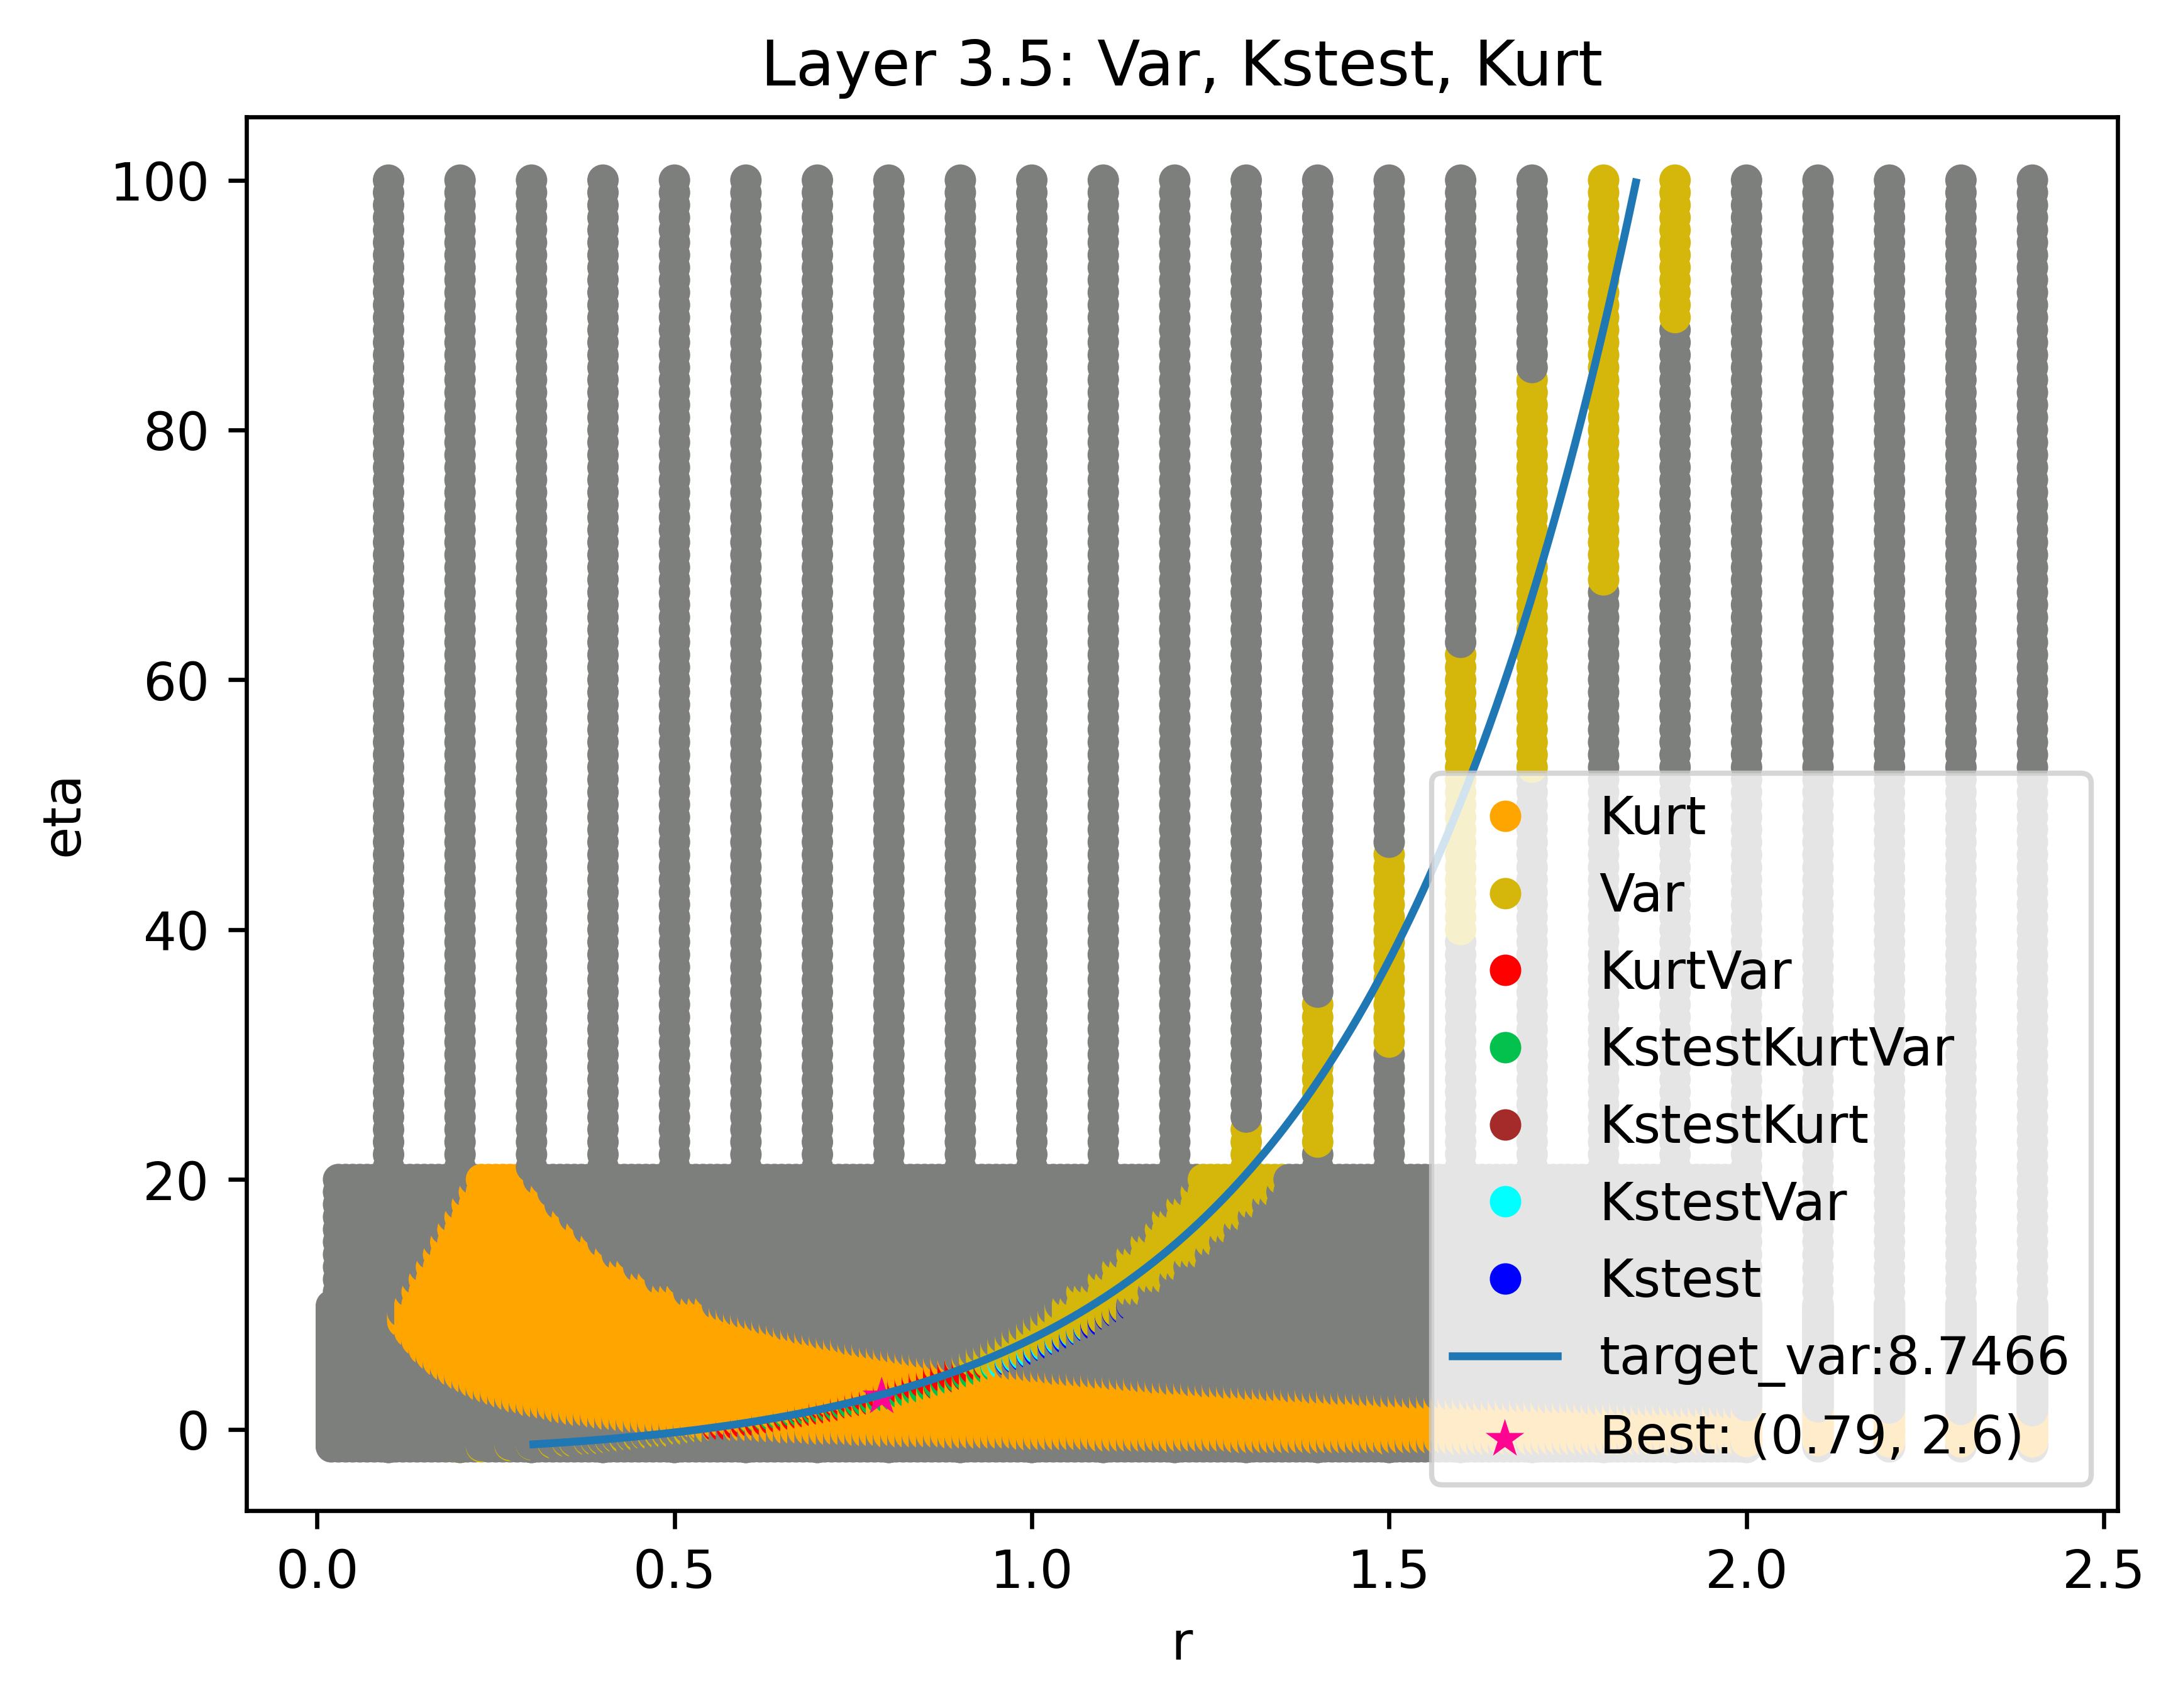 Layer 3.5: Var, Kstest, Kurt
100
80
60
40
20
0
eta
Kurt
Var
KurtVar
KstestKurtVar
KstestKurt
KstestVar
Kstest
target_var:8.7466
Best: (0.79, 2.6)
0.0 0.5 1.0 1.5 2.0 2.5
r